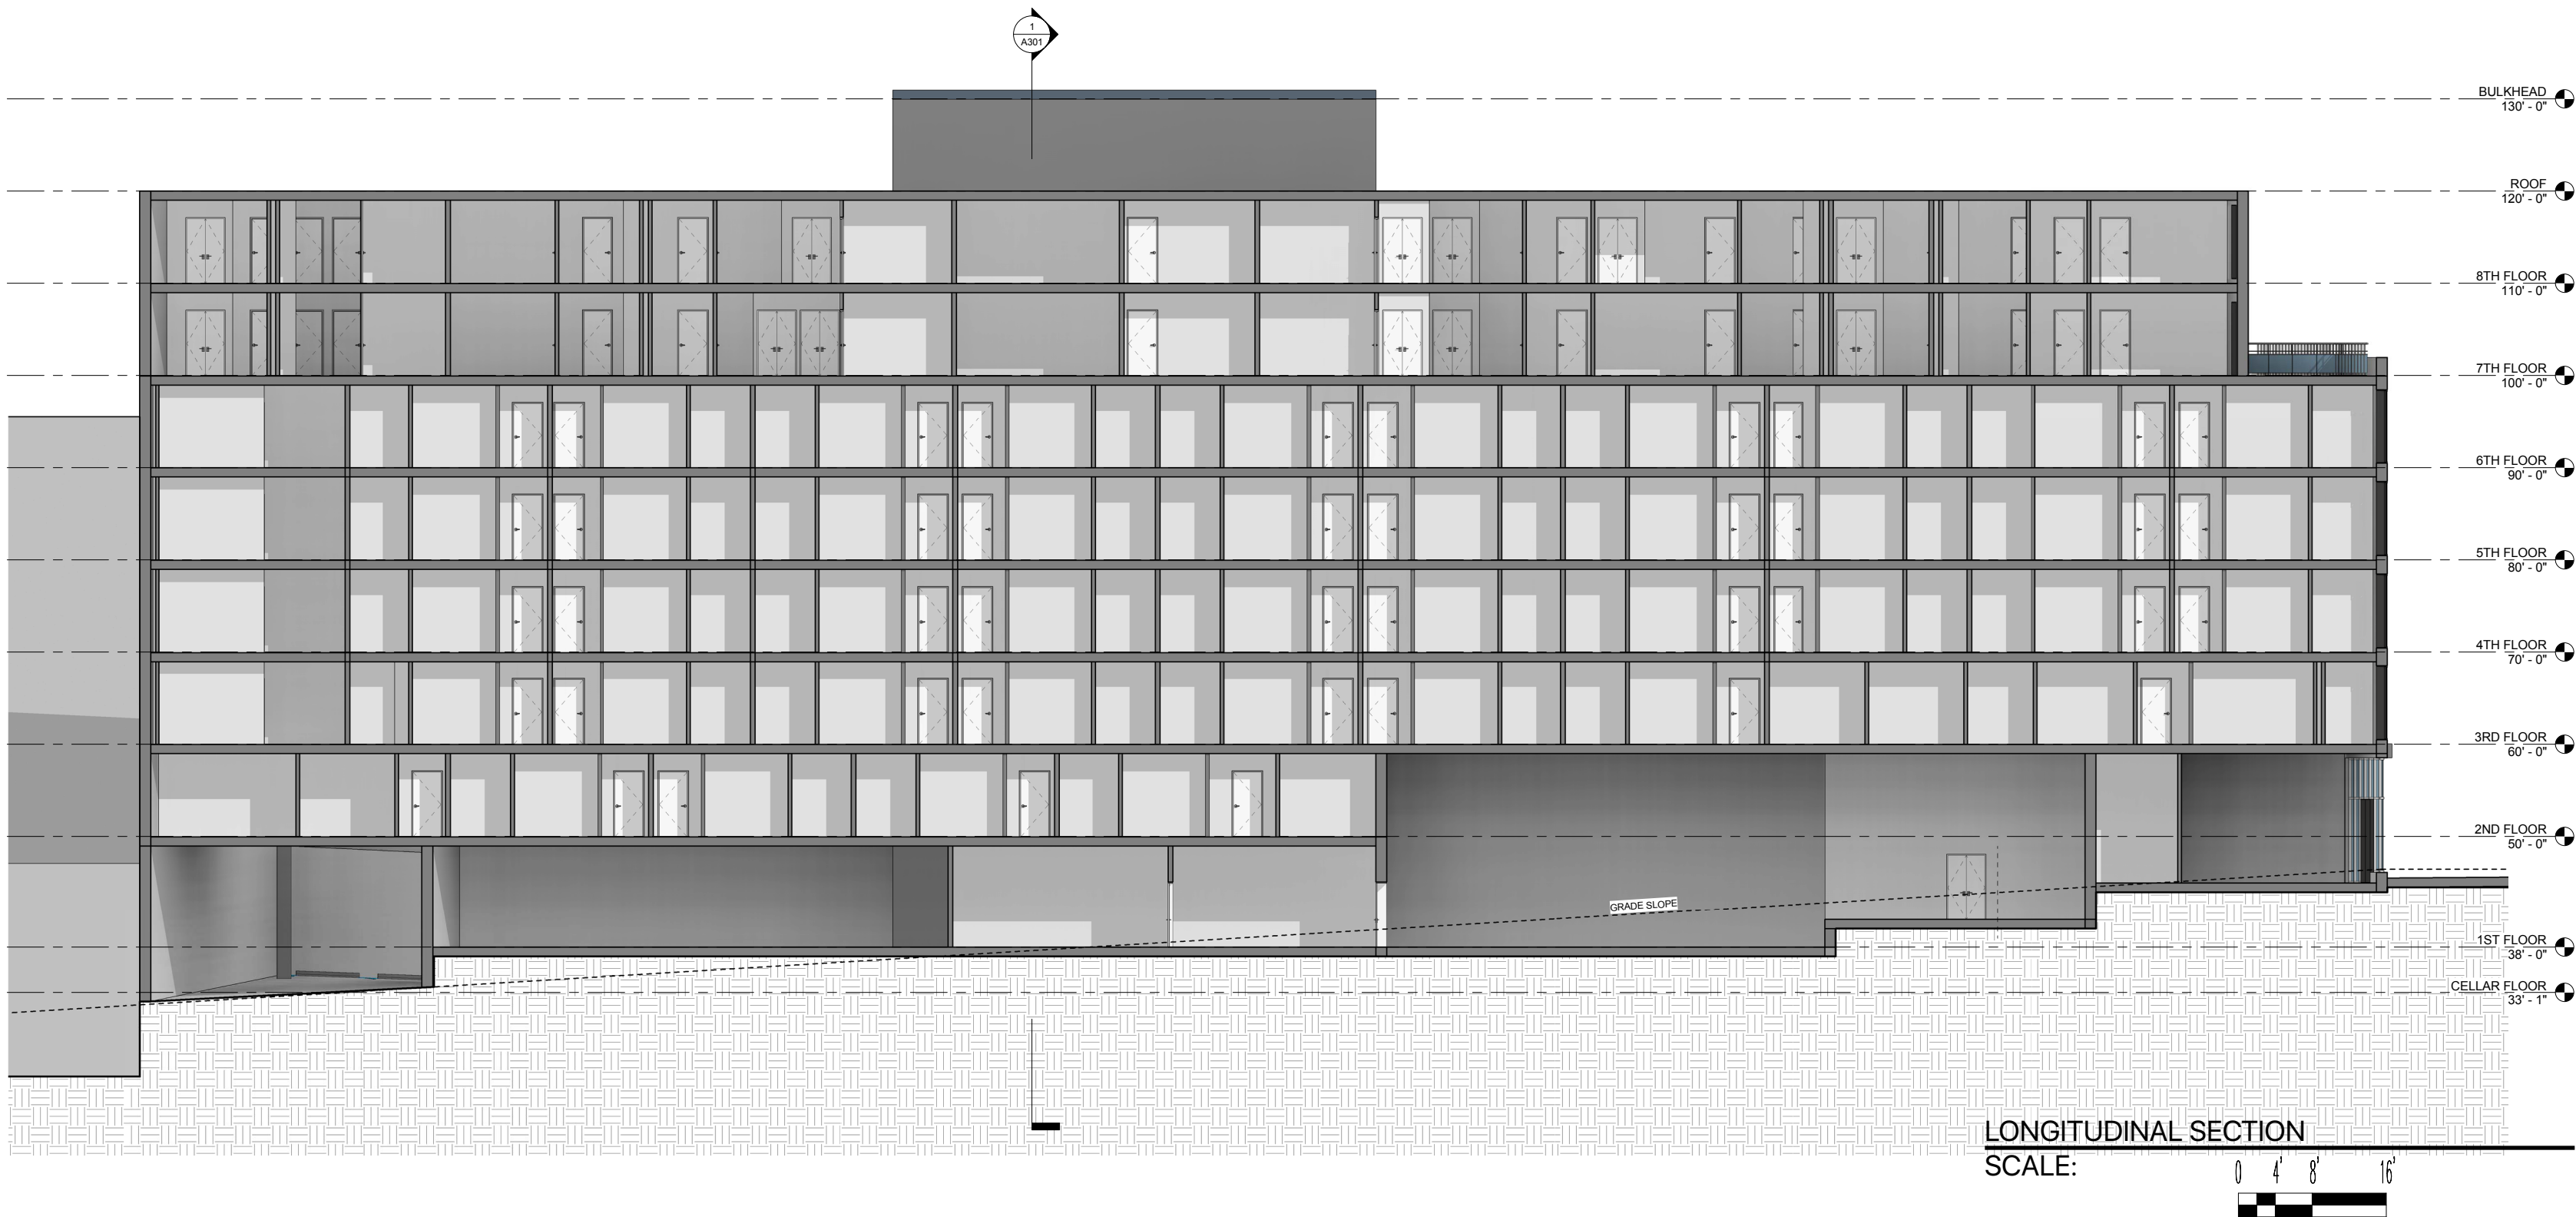 1
A301
BULKHEAD
130' - 0"
ROOF
120' - 0"
8TH FLOOR
110' - 0"
7TH FLOOR
100' - 0"
6TH FLOOR
90' - 0"
5TH FLOOR
80' - 0"
4TH FLOOR
70' - 0"
3RD FLOOR
60' - 0"
2ND FLOOR
50' - 0"
GRADE SLOPE
1ST FLOOR
38' - 0"
CELLAR FLOOR
33' - 1"
LONGITUDINAL SECTION
SCALE:
0 4' 8' 16'